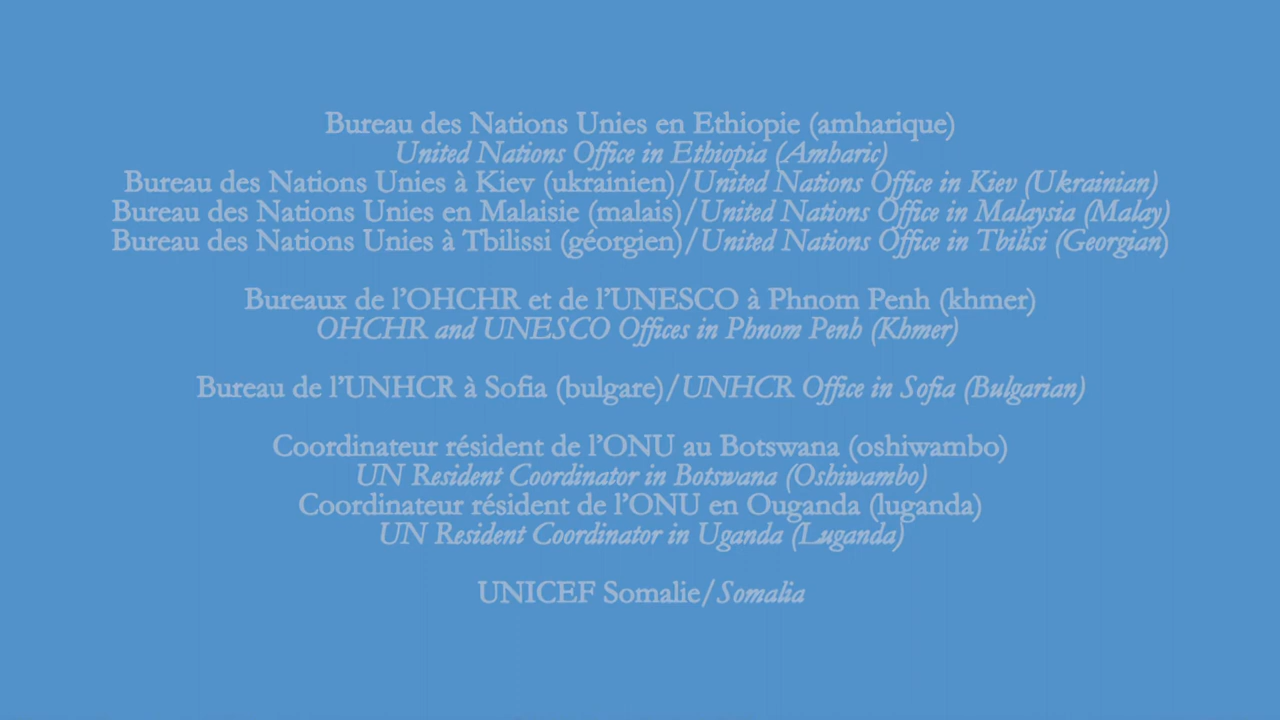 Bureau des Nations Unies en Ethiopie (amharique)
United Nations Office in Ethiopia (Amharic)
Bureau des Nations Unies à Kiev (ukrainien)/United Nations Office in Kiev (Ukrainian)
Bureau des Nations Unies en Malaisie (malais)/United Nations Office in Malaysia (Malay)
Bureau des Nations Unies à Tbilissi (géorgien)/United Nations Office in Tbilisi (Georgian)
Bureaux de l'OHCHR et de l'UNESCO à Phnom Penh (khmer)
OHCHR and UNESCO Offices in Phnom Penh (Khmer)
Bureau de l'UNHCR à Sofia (bulgare)/UNHCR Office in Sofia (Bulgarian)
Coordinateur résident de l'ONU au Botswana (oshiwambo)
UN Resident Coordinator in Botswana (Oshiwambo)
Coordinateur résident de l'ONU en Ouganda (luganda)
UN Resident Coordinator in Uganda (Luganda)
UNICEF Somalie/Somalia